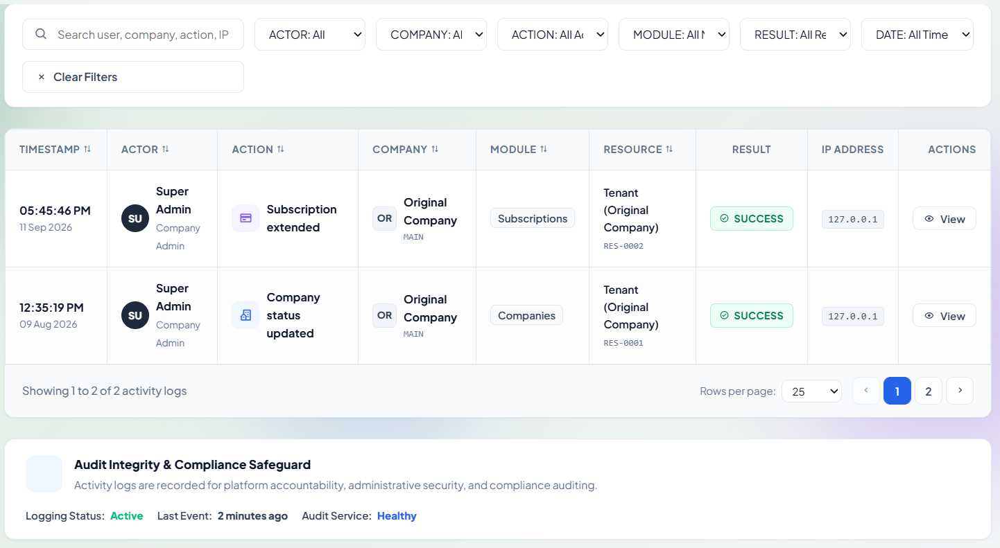 Search user, company, action, IP
ACTOR: All
COMPANY: Al
ACTION: All Ac
MODULE: All M
RESULT: All Re
DATE: All Time
× Clear Filters
TIMESTAMP ACTOR ACTION COMPANY MODULE RESOURCE RESULT IP ADDRESS ACTIONS
05:45:46 PM
11 Sep 2026
SU
Super
Admin
Company
Admin
Subscription
extended
OR
Original
Company
MAIN
Subscriptions
Tenant
(Original
Company)
RES-0002
SUCCESS
127.0.0.1
View
12:35:19 PM
09 Aug 2026
SU
Super
Admin
Company
Admin
Company
status
updated
OR
Original
Company
MAIN
Companies
Tenant
(Original
Company)
RES-0001
SUCCESS
127.0.0.1
View
Showing 1 to 2 of 2 activity logs
Rows per page: 25 ‹ 1 2 ›
Audit Integrity & Compliance Safeguard
Activity logs are recorded for platform accountability, administrative security, and compliance auditing.
Logging Status: Active Last Event: 2 minutes ago Audit Service: Healthy